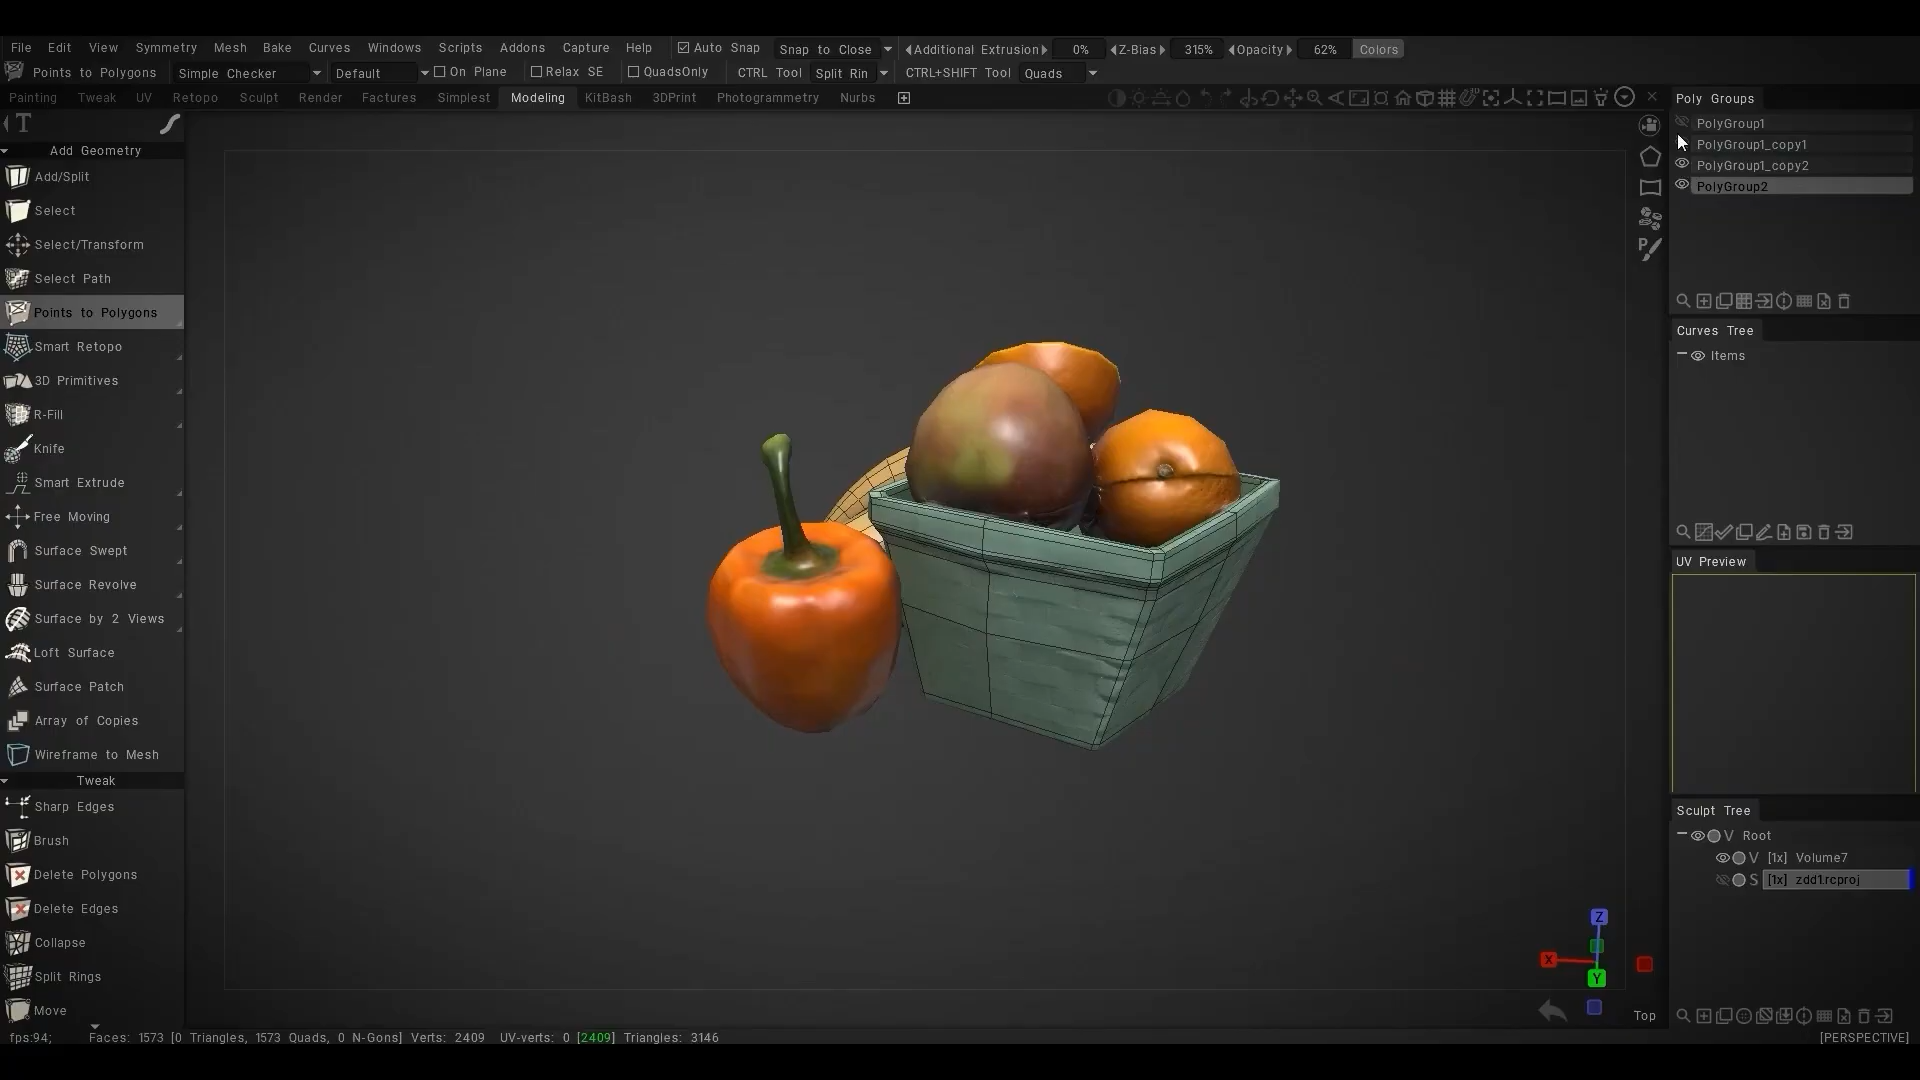 File Edit View Symmetry Mesh Bake Curves Windows Scripts Addons Capture Help Auto Snap Snap to Close Additional Extrusion 0% Z-Bias 315% Opacity 62% Colors
Points to Polygons Simple Checker Default On Plane Relax SE QuadsOnly CTRL Tool Split Rin CTRL+SHIFT Tool Quads
Painting Tweak UV Retopo Sculpt Render Factures Simplest Modeling KitBash 3DPrint Photogrammetry Nurbs
T
Add Geometry
Add/Split
Select
Select/Transform
Select Path
Points to Polygons
Smart Retopo
3D Primitives
R-Fill
Knife
Smart Extrude
Free Moving
Surface Swept
Surface Revolve
Surface by 2 Views
Loft Surface
Surface Patch
Array of Copies
Wireframe to Mesh
Tweak
Sharp Edges
Brush
Delete Polygons
Delete Edges
Collapse
Split Rings
Move
Poly Groups
PolyGroup1
PolyGroup1_copy1
PolyGroup1_copy2
PolyGroup2
Curves Tree
Items
UV Preview
Sculpt Tree
V Root
V [1x] Volume7
S [1x] zdd1.rcproj
P
Z
X
Y
Top
fps:94; Faces: 1573 [0 Triangles, 1573 Quads, 0 N-Gons] Verts: 2409 UV-verts: 0 [2409] Triangles: 3146
[PERSPECTIVE]